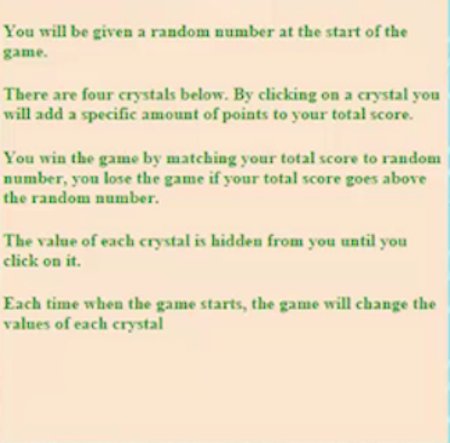 You will be given a random number at the start of the
game.
There are four crystals below. By clicking on a crystal you
will add a specific amount of points to your total score.
You win the game by matching your total score to random
number, you lose the game if your total score goes above
the random number.
The value of each crystal is hidden from you until you
click on it.
Each time when the game starts, the game will change the
values of each crystal